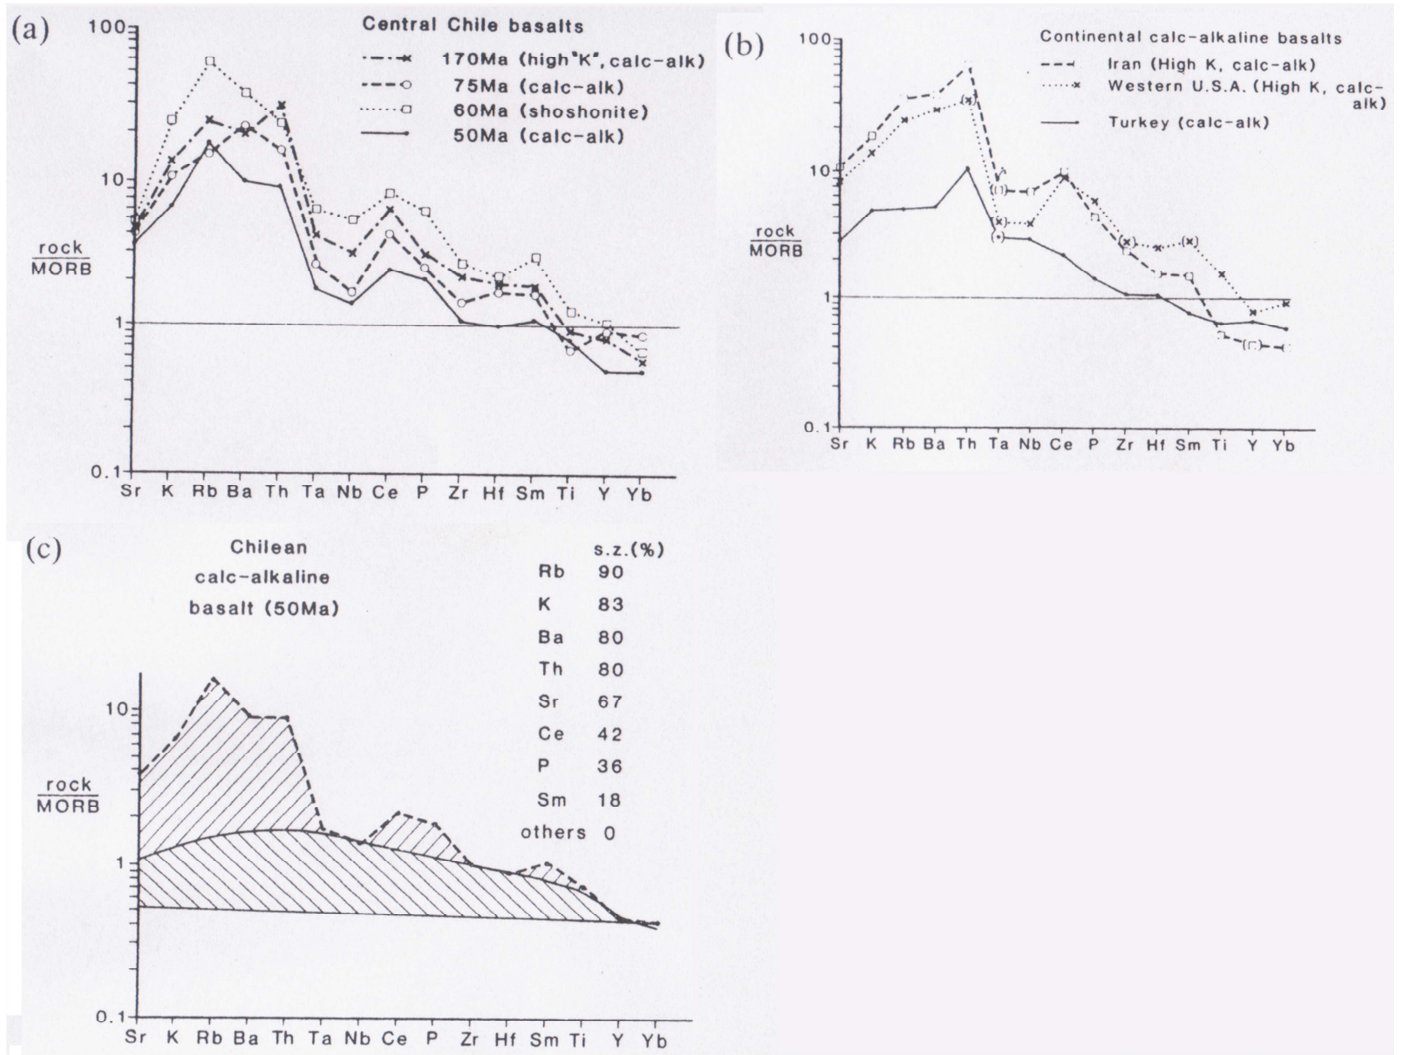 (a)
Central Chile basalts
170Ma (high "K", calc-alk)
75Ma (calc-alk)
60Ma (shoshonite)
50Ma (calc-alk)
100
10
rock
MORB
1
0.1
Sr K Rb Ba Th Ta Nb Ce P Zr Hf Sm Ti Y Yb
(b)
Continental calc-alkaline basalts
Iran (High K, calc-alk)
Western U.S.A. (High K, calc-
alk)
Turkey (calc-alk)
100
10
rock
MORB
1
0.1
Sr K Rb Ba Th Ta Nb Ce P Zr Hf Sm Ti Y Yb
(c)
Chilean
calc-alkaline
basalt (50Ma)
s.z.(%)
Rb 90
K 83
Ba 80
Th 80
Sr 67
Ce 42
P 36
Sm 18
others 0
10
rock
MORB
1
0.1
Sr K Rb Ba Th Ta Nb Ce P Zr Hf Sm Ti Y Yb